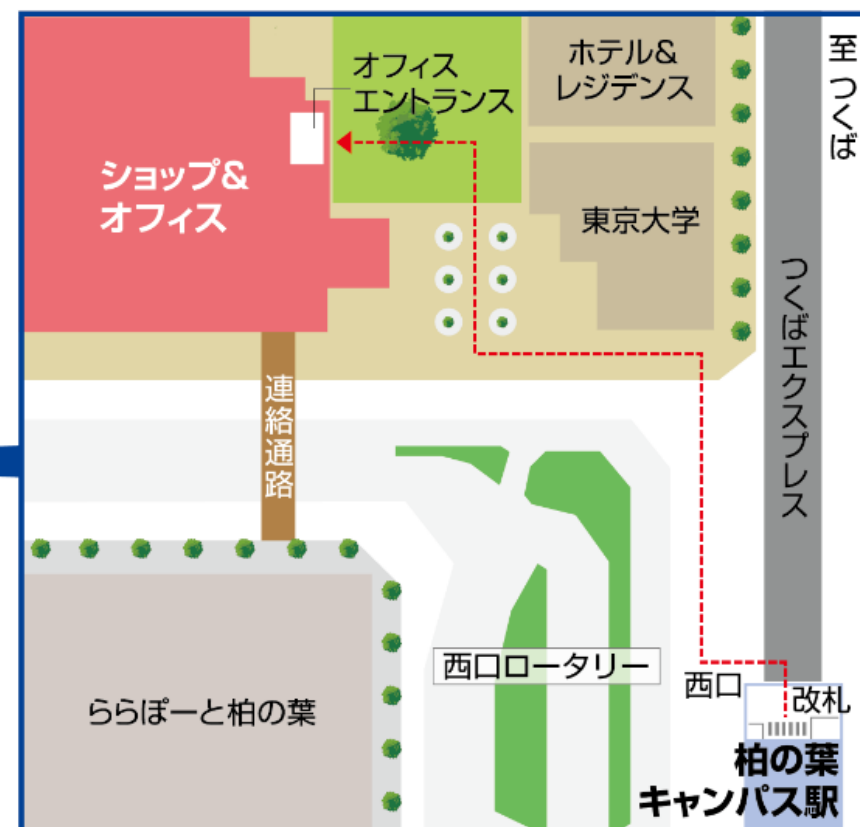 オフィス
エントランス
ホテル&
レジデンス
至 つくば
ショップ&
オフィス
東京大学
つくばエクスプレス
連絡通路
西口ロータリー
西口
改札
ららぽーと柏の葉
柏の葉
キャンパス駅